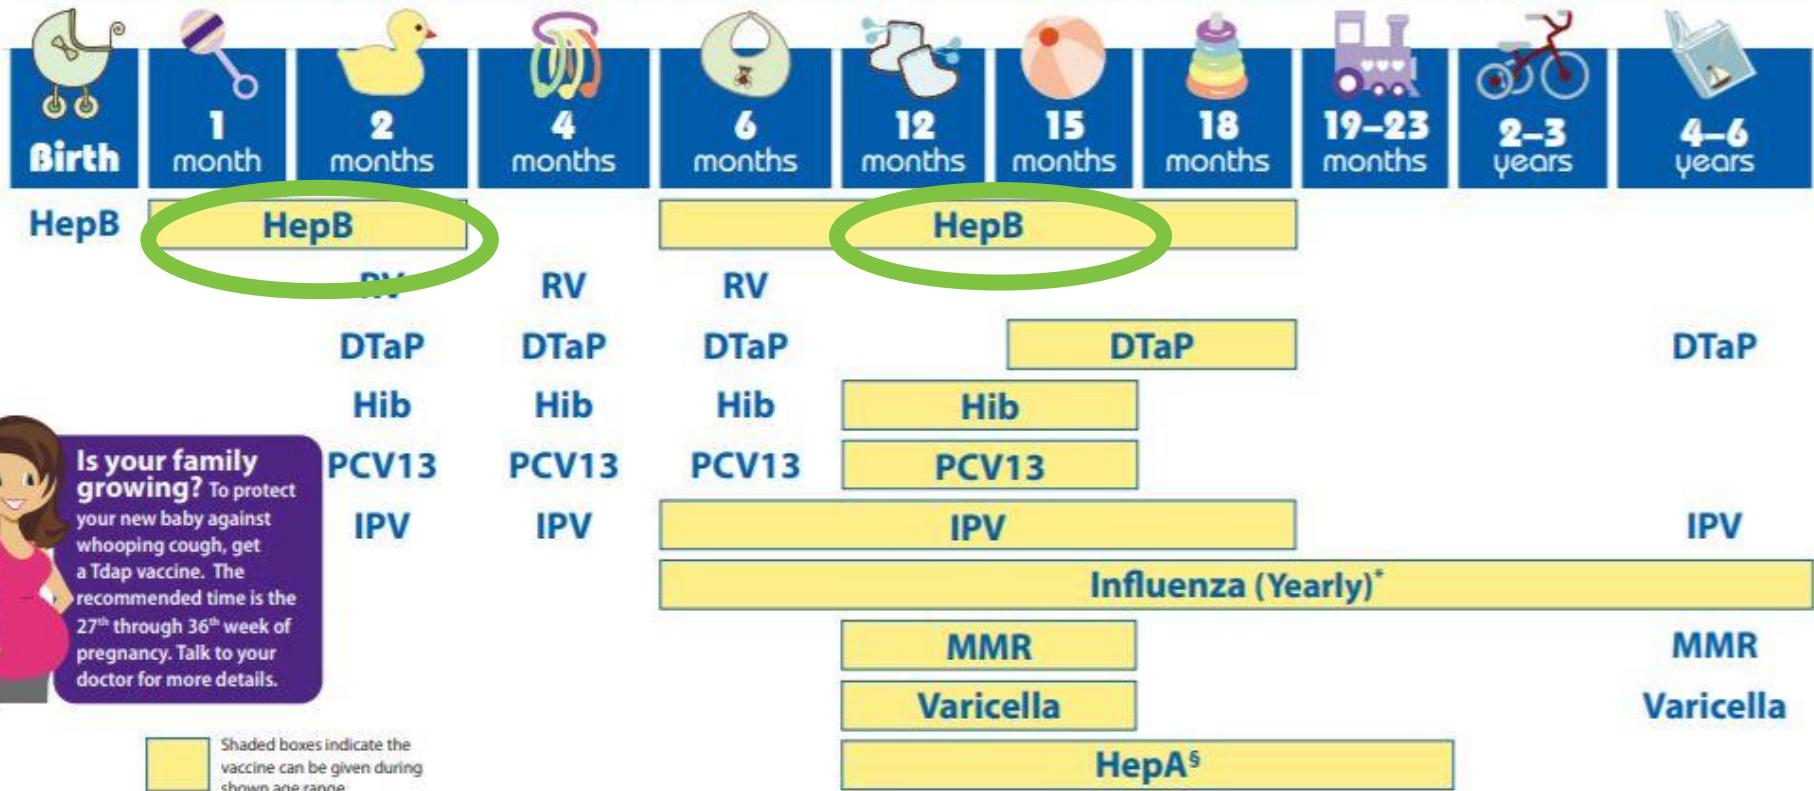 Birth
1 month
2 months
4 months
6 months
12 months
15 months
18 months
19–23 months
2–3 years
4–6 years
HepB HepB HepB
RV RV RV
DTaP DTaP DTaP DTaP DTaP
Hib Hib Hib Hib
PCV13 PCV13 PCV13 PCV13
IPV IPV IPV IPV
Influenza (Yearly)*
MMR MMR
Varicella Varicella
HepA§
Is your family
growing? To protect
your new baby against
whooping cough, get
a Tdap vaccine. The
recommended time is the
27th through 36th week of
pregnancy. Talk to your
doctor for more details.
Shaded boxes indicate the
vaccine can be given during
shown age range